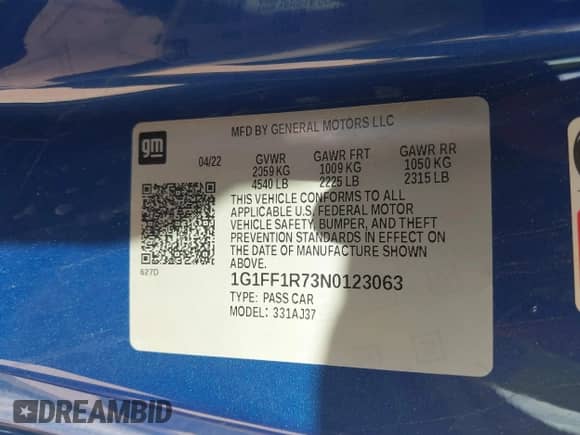 MFD BY GENERAL MOTORS LLC
gm
04/22 GVWR GAWR FRT GAWR RR
2059 KG 1009 KG 1050 KG
4540 LB 2225 LB 2315 LB
THIS VEHICLE CONFORMS TO ALL
APPLICABLE U.S. FEDERAL MOTOR
VEHICLE SAFETY, BUMPER, AND THEFT
PREVENTION STANDARDS IN EFFECT ON
THE DATE OF MANUFACTURE SHOWN
ABOVE.
627D
1G1FF1R73N0123063
TYPE: PASS CAR
MODEL: 331AJ37
DREAMBID